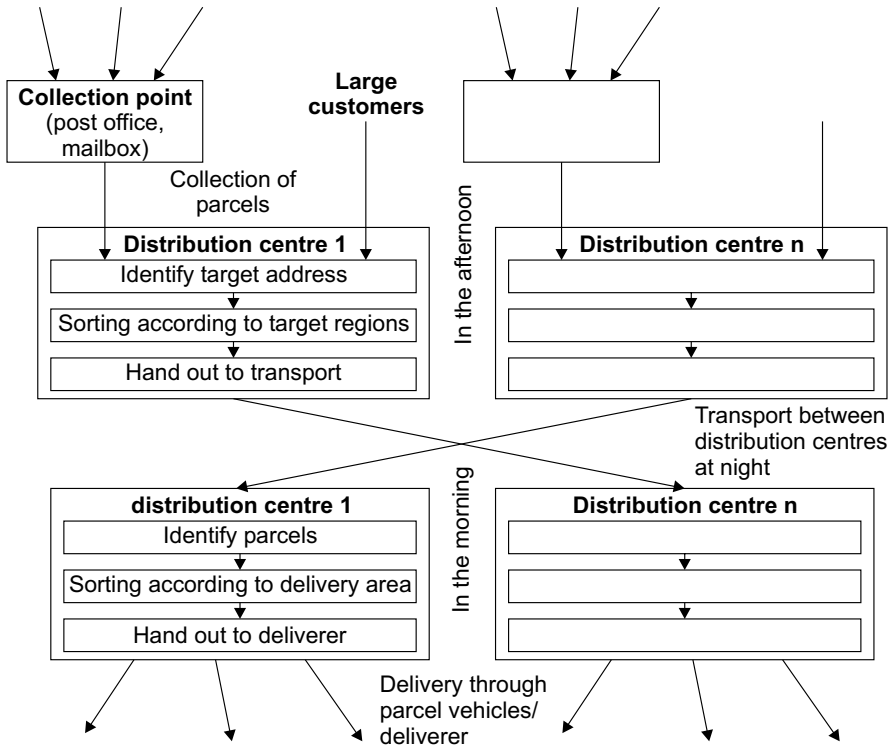 Collection point
(post office,
mailbox)
Large
customers
Collection of
parcels
In the afternoon
Distribution centre 1
Identify target address
Sorting according to target regions
Hand out to transport
Distribution centre n
Transport between
distribution centres
at night
In the morning
distribution centre 1
Identify parcels
Sorting according to delivery area
Hand out to deliverer
Distribution centre n
Delivery through
parcel vehicles/
deliverer